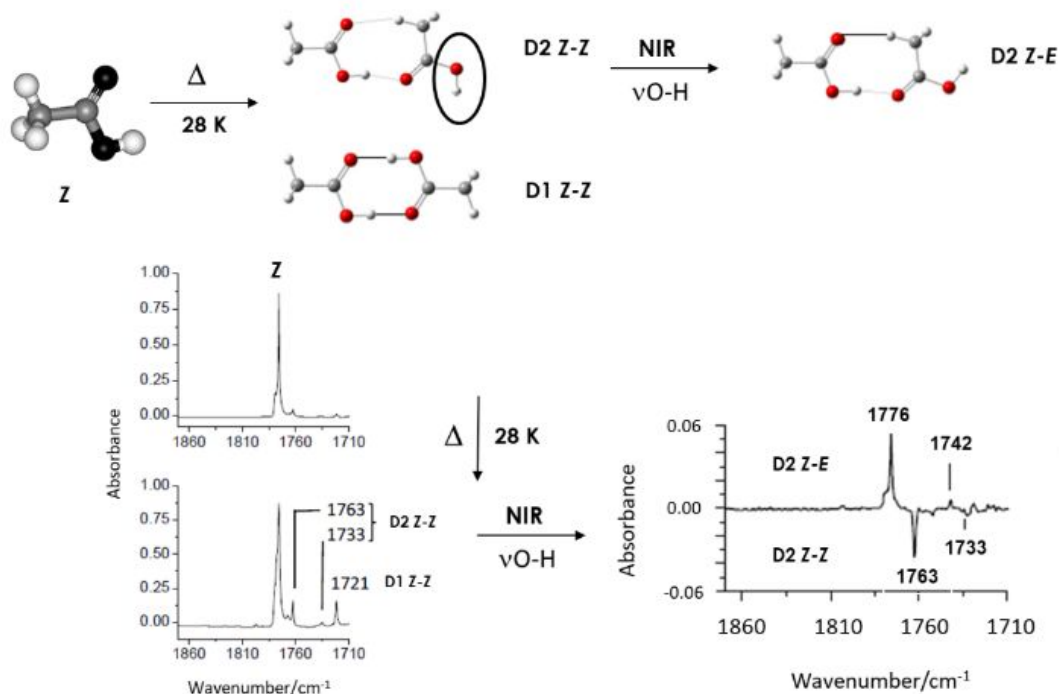 Δ
28 K
Z
D2 Z-Z
NIR
νO-H
D2 Z-E
D1 Z-Z
Z
1.00
0.75
0.50
0.25
0.00
1860 1810 1760 1710
Absorbance
Δ 28 K
1.00
0.75
0.50
0.25
0.00
1763
1733
D2 Z-Z
1721 D1 Z-Z
1860 1810 1760 1710
Wavenumber/cm⁻¹
NIR
νO-H
Absorbance
0.06
0.00
-0.06
1776
1742
D2 Z-E
D2 Z-Z
1733
1763
1860 1810 1760 1710
Wavenumber/cm⁻¹